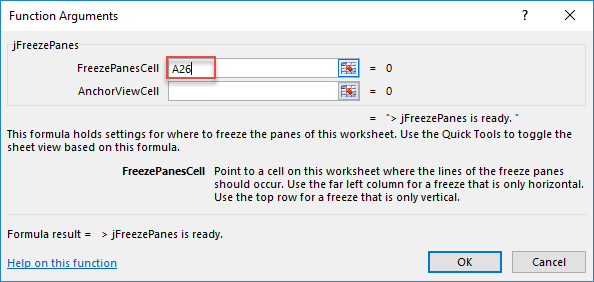 Function Arguments
jFreezePanes
FreezePanesCell A26 = 0
AnchorViewCell = 0
= "> jFreezePanes is ready. "
This formula holds settings for where to freeze the panes of this worksheet. Use the Quick Tools to toggle the
sheet view based on this formula.
FreezePanesCell Point to a cell on this worksheet where the lines of the freeze panes
should occur. Use the far left column for a freeze that is only horizontal.
Use the top row for a freeze that is only vertical.
Formula result = > jFreezePanes is ready.
Help on this function
OK
Cancel